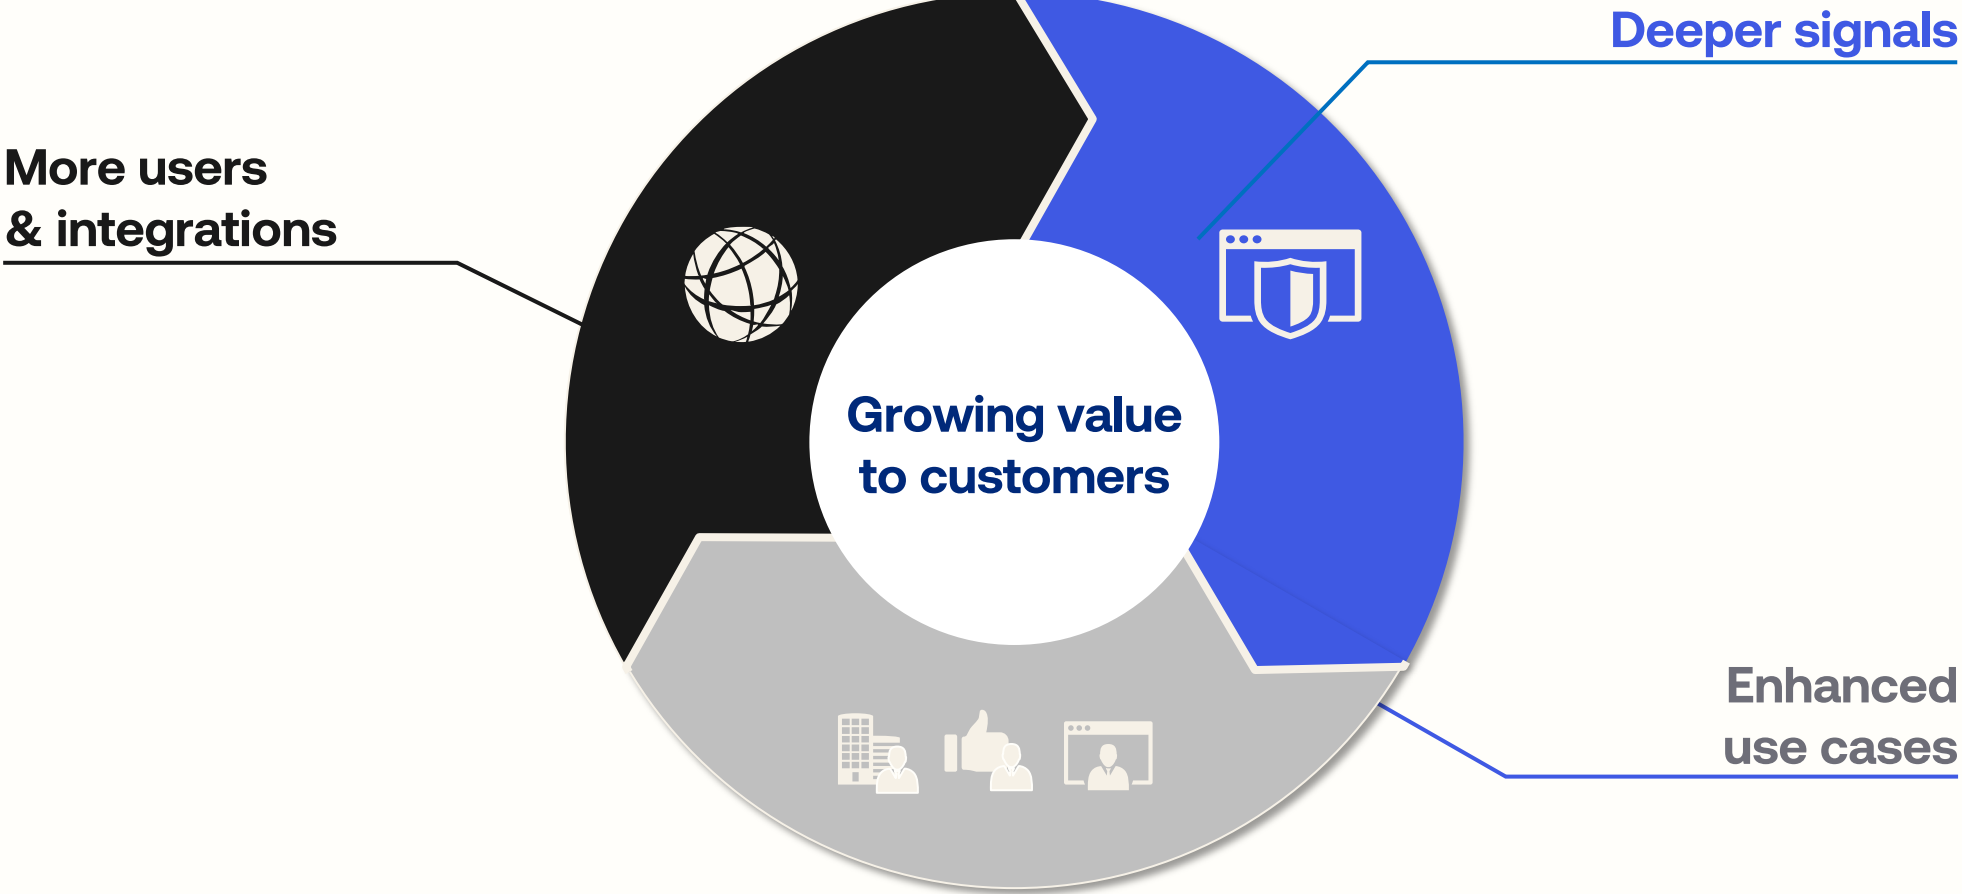 Deeper signals
More users
& integrations
Growing value
to customers
Enhanced
use cases